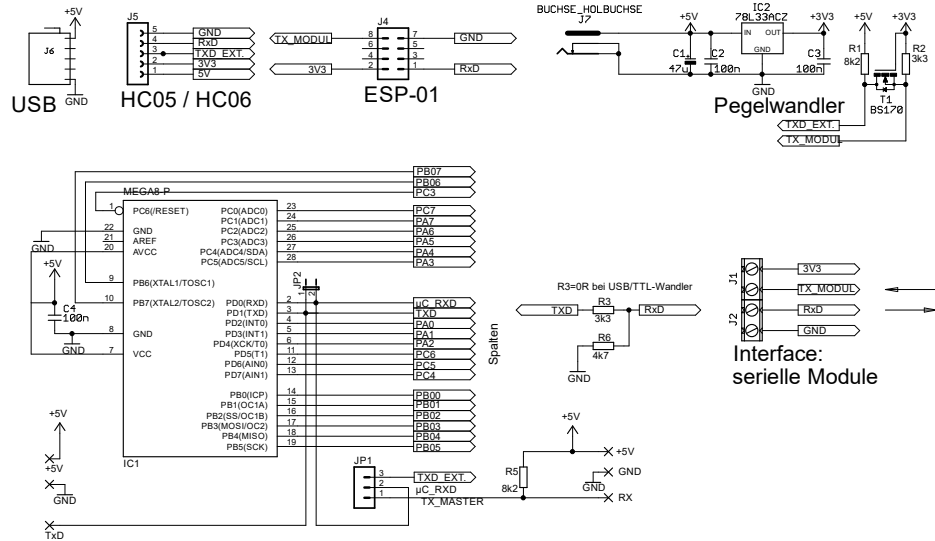 +5V
J6
GND
USB
J5
5
4
3
2
1
GND
RxD
TXD_EXT.
3V3
5V
HC05 / HC06
J4
TX_MODUL
3V3
8
6
4
2
7
5
3
1
GND
RxD
ESP-01
BUCHSE_HOLBUCHSE
J7
+5V
IC2
78L33ACZ
IN
OUT
GND
+3V3
C1
47u
C2
100n
C3
100n
GND
+5V
+3V3
R1
8k2
R2
3k3
T1
BS170
Pegelwandler
TXD_EXT.
TX_MODUL
PB07
PB06
PC3
MEGA8-P
1
PC6(/RESET)
22
GND
21
AREF
20
AVCC
GND
+5V
9
PB6(XTAL1/TOSC1)
10
PB7(XTAL2/TOSC2)
C4
100n
8
GND
GND
7
VCC
PC0(ADC0) 23 PC7
PC1(ADC1) 24 PA7
PC2(ADC2) 25 PA6
PC3(ADC3) 26 PA5
PC4(ADC4/SDA) 27 PA4
PC5(ADC5/SCL) 28 PA3
JP2
1
2
PD0(RXD) 2 µC_RXD
PD1(TXD) 3 TXD
PD2(INT0) 4 PA0
PD3(INT1) 5 PA1
PD4(XCK/T0) 6 PA2
PD5(T1) 11 PC6
PD6(AIN0) 12 PC5
PD7(AIN1) 13 PC4
PB0(ICP) 14 PB00
PB1(OC1A) 15 PB01
PB2(SS/OC1B) 16 PB02
PB3(MOSI/OC2) 17 PB03
PB4(MISO) 18 PB04
PB5(SCK) 19 PB05
IC1
Spalten
+5V
+5V
GND
TxD
JP1
3
2
1
TXD_EXT.
µC_RXD
TX_MASTER
R3=0R bei USB/TTL-Wandler
TXD
R3
3k3
RxD
R6
4k7
GND
J1
J2
3V3
TX_MODUL
RxD
GND
Interface:
serielle Module
+5V
R5
8k2
+5V
GND
GND
RX